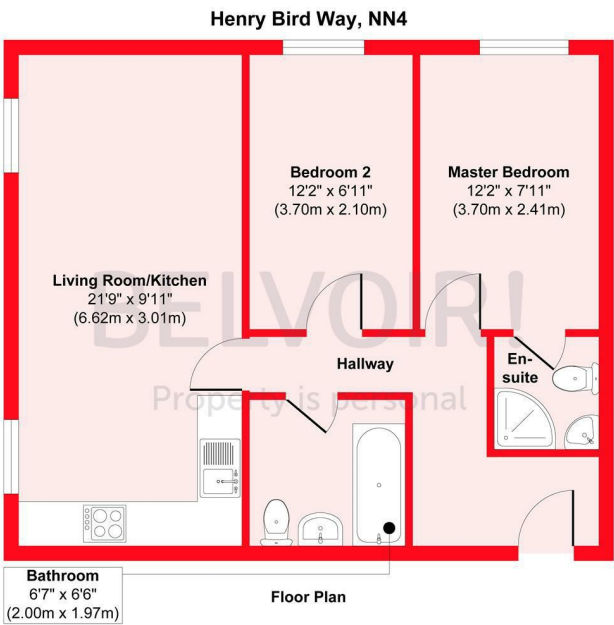 Henry Bird Way, NN4
Bedroom 2
12'2" x 6'11"
(3.70m x 2.10m)
Master Bedroom
12'2" x 7'11"
(3.70m x 2.41m)
Living Room/Kitchen
21'9" x 9'11"
(6.62m x 3.01m)
BELVOIR!
Hallway
En-
suite
Property is personal
Bathroom
6'7" x 6'6"
(2.00m x 1.97m)
Floor Plan